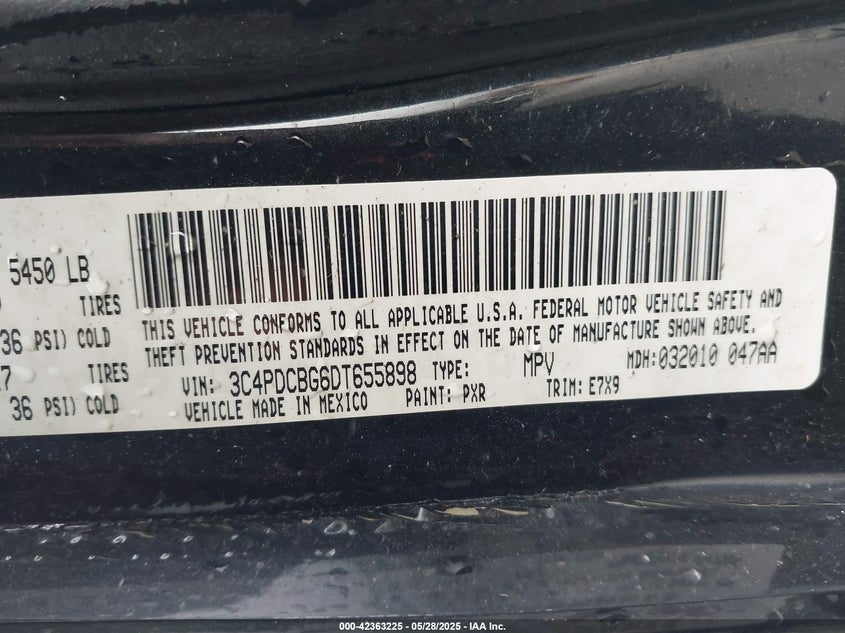 5450 LB
TIRES
36 PSI) COLD
TIRES
36 PSI) COLD
THIS VEHICLE CONFORMS TO ALL APPLICABLE U.S.A. FEDERAL MOTOR VEHICLE SAFETY AND
THEFT PREVENTION STANDARDS IN EFFECT ON THE DATE OF MANUFACTURE SHOWN ABOVE.
VIN: 3C4PDCBG6DT655898 TYPE: MPV MDH:032010 047AA
VEHICLE MADE IN MEXICO PAINT: PXR TRIM: E7X9
000-42363225 - 05/28/2025 - IAA Inc.